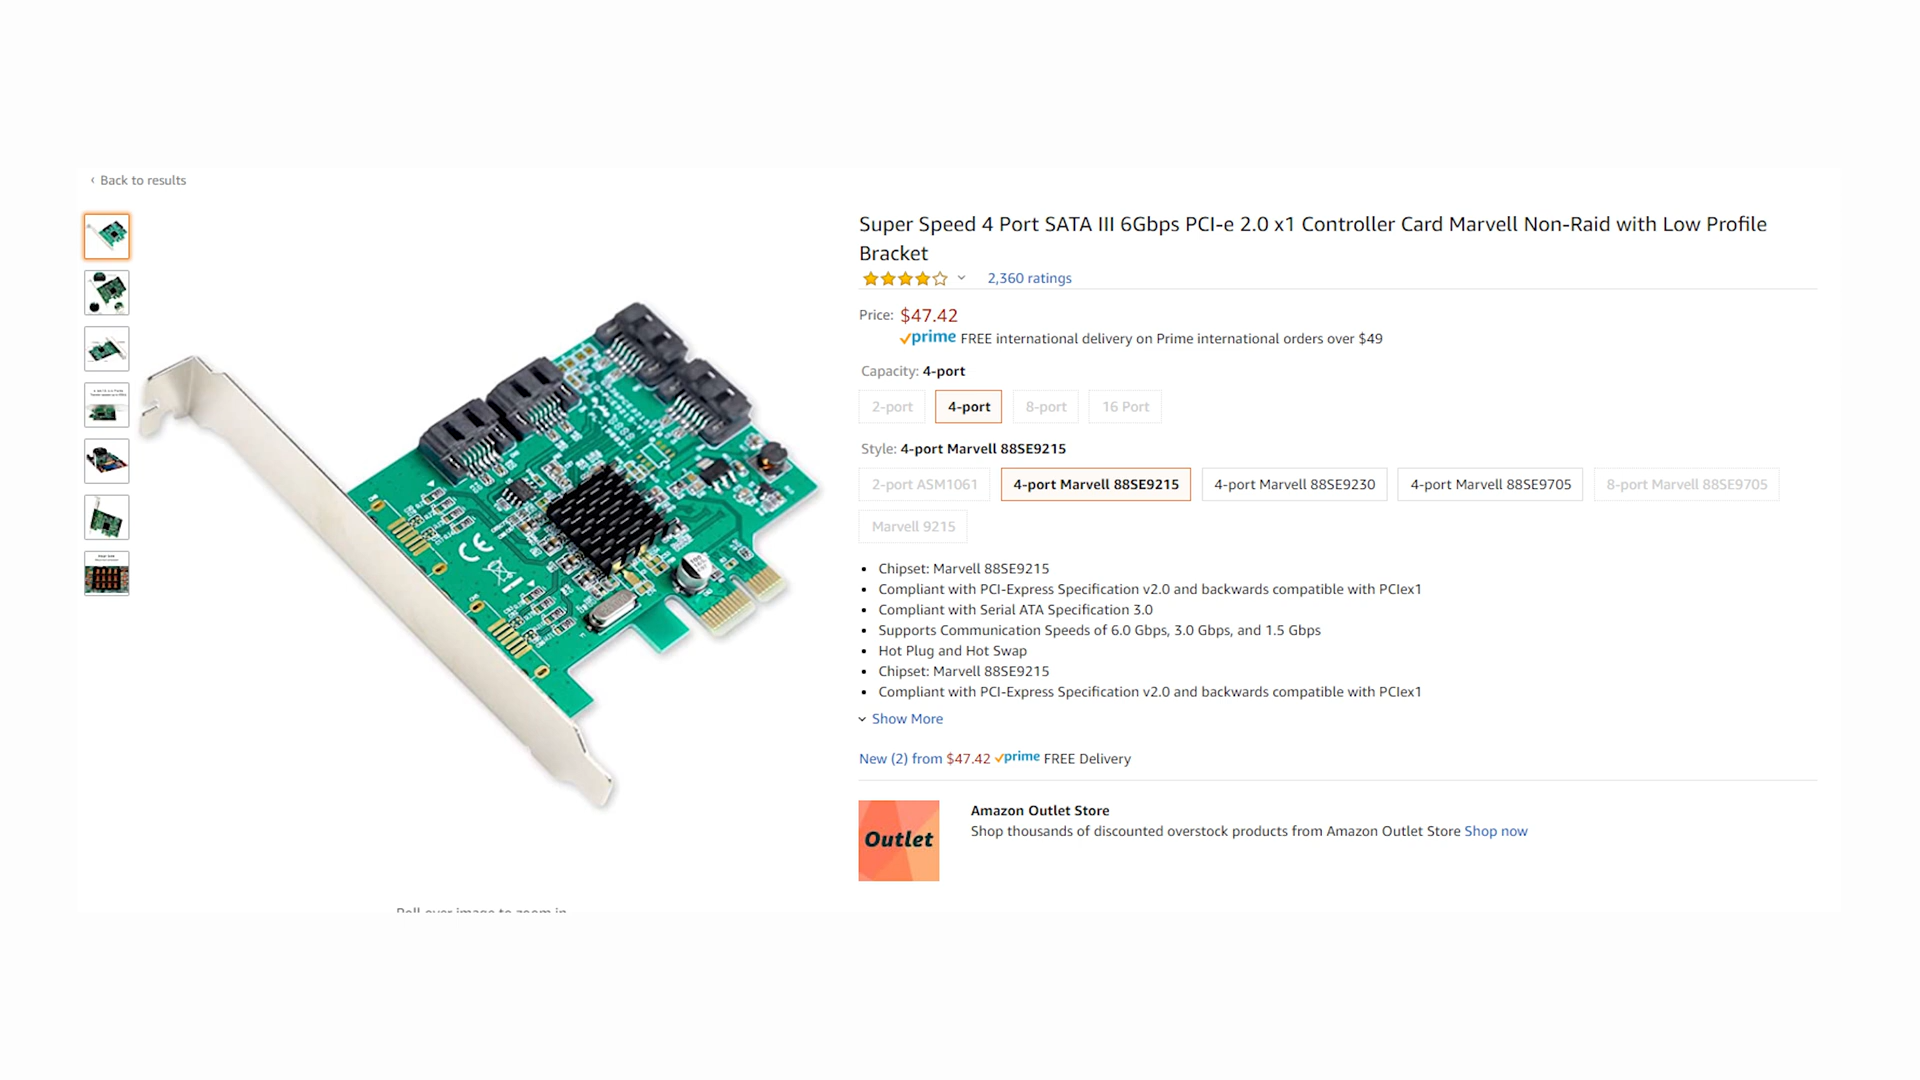 ‹ Back to results
Super Speed 4 Port SATA III 6Gbps PCI-e 2.0 x1 Controller Card Marvell Non-Raid with Low Profile
Bracket
2,360 ratings
Price: $47.42
prime FREE international delivery on Prime international orders over $49
Capacity: 4-port
2-port 4-port 8-port 16 Port
Style: 4-port Marvell 88SE9215
2-port ASM1061 4-port Marvell 88SE9215 4-port Marvell 88SE9230 4-port Marvell 88SE9705 8-port Marvell 88SE9705
Marvell 9215
• Chipset: Marvell 88SE9215
• Compliant with PCI-Express Specification v2.0 and backwards compatible with PCIex1
• Compliant with Serial ATA Specification 3.0
• Supports Communication Speeds of 6.0 Gbps, 3.0 Gbps, and 1.5 Gbps
• Hot Plug and Hot Swap
• Chipset: Marvell 88SE9215
• Compliant with PCI-Express Specification v2.0 and backwards compatible with PCIex1
Show More
New (2) from $47.42 prime FREE Delivery
Outlet
Amazon Outlet Store
Shop thousands of discounted overstock products from Amazon Outlet Store Shop now
Roll over image to zoom in
CE